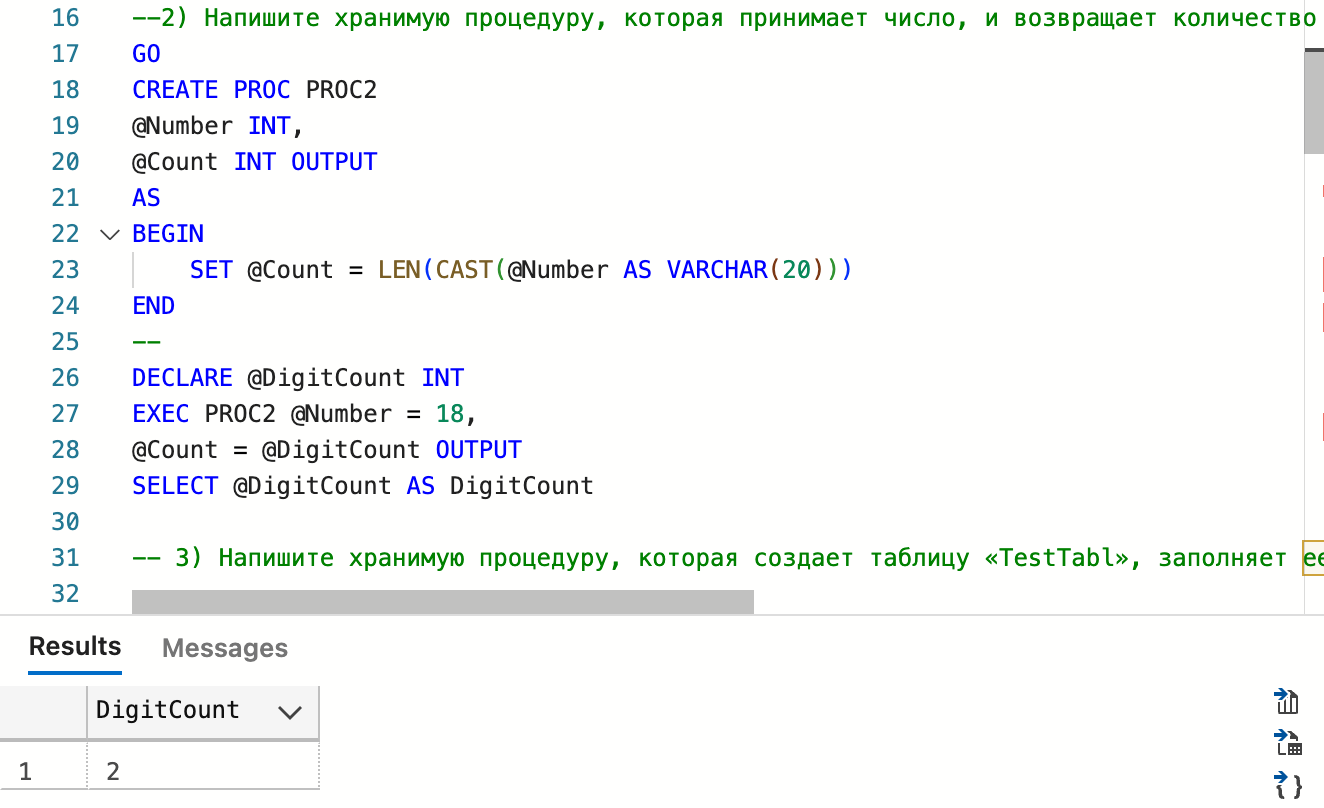 16 --2) Напишите хранимую процедуру, которая принимает число, и возвращает количество
17 GO
18 CREATE PROC PROC2
19 @Number INT,
20 @Count INT OUTPUT
21 AS
22 BEGIN
23 SET @Count = LEN(CAST(@Number AS VARCHAR(20)))
24 END
25 --
26 DECLARE @DigitCount INT
27 EXEC PROC2 @Number = 18,
28 @Count = @DigitCount OUTPUT
29 SELECT @DigitCount AS DigitCount
30
31 -- 3) Напишите хранимую процедуру, которая создает таблицу «TestTabl», заполняет ее
32
Results Messages
DigitCount
1 2